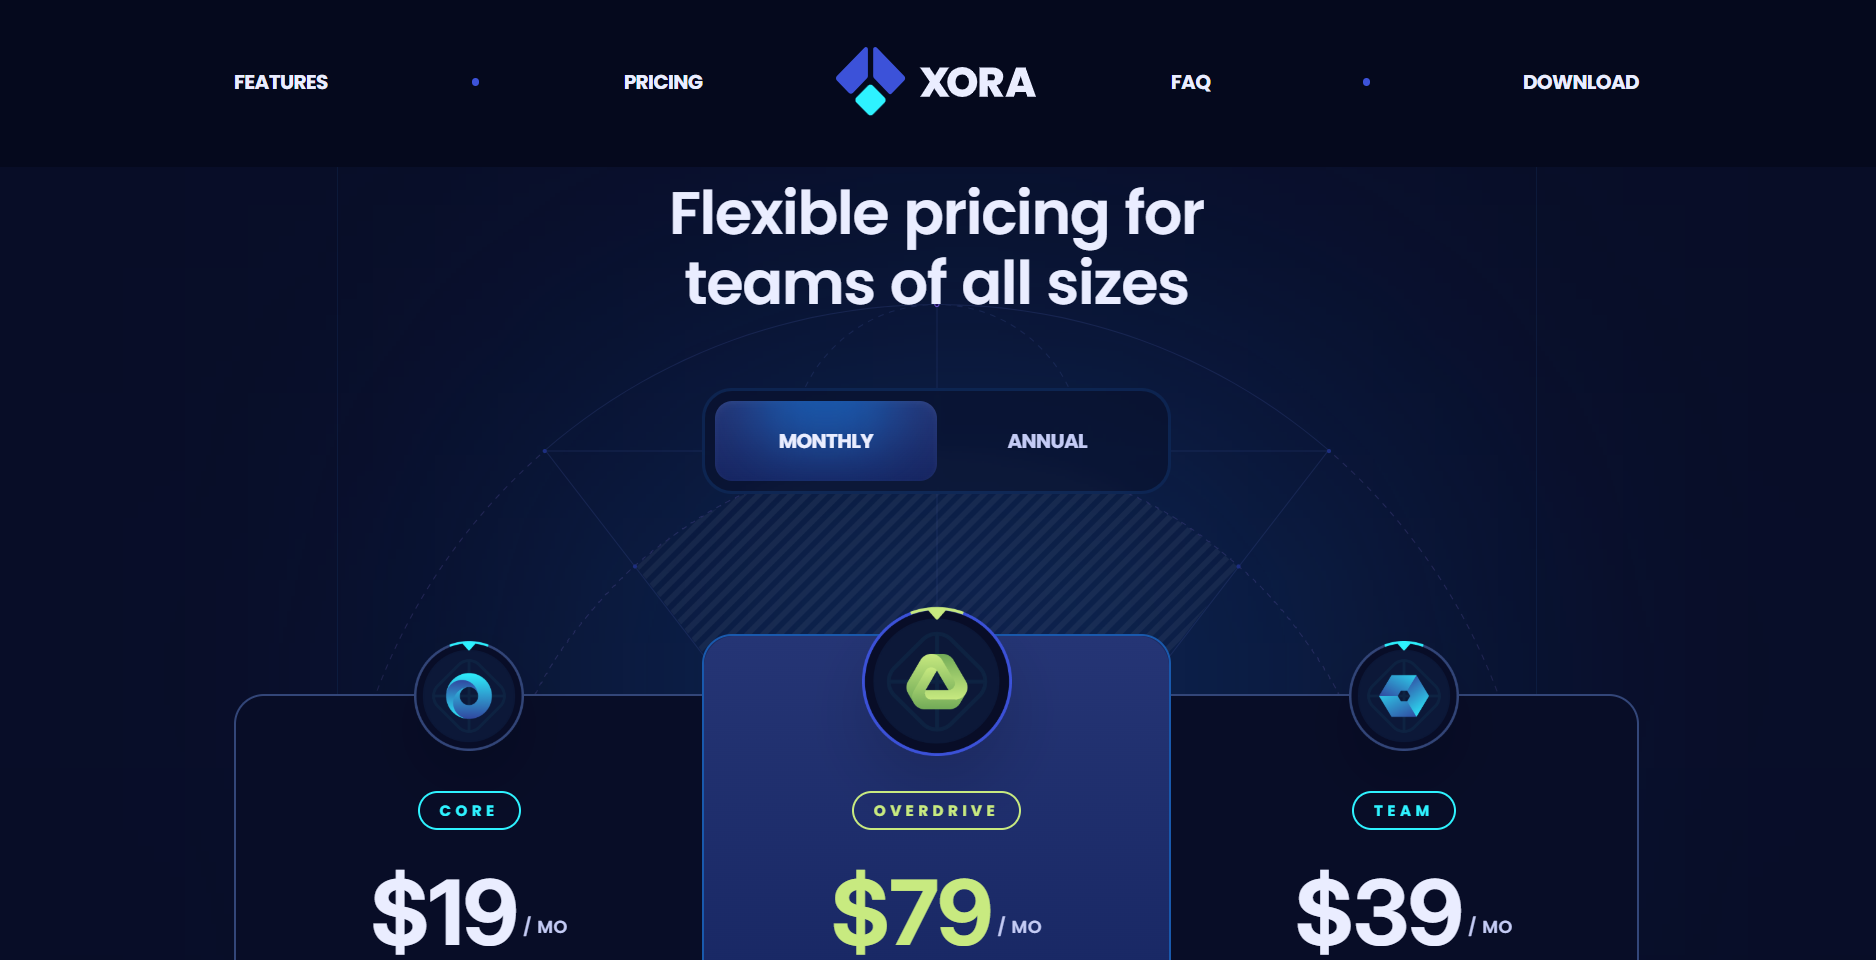 FEATURES
PRICING
XORA
FAQ
DOWNLOAD
Flexible pricing for
teams of all sizes
MONTHLY
ANNUAL
CORE
OVERDRIVE
TEAM
$19 / MO
$79 / MO
$39 / MO